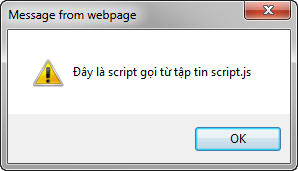 Message from webpage
Đây là script gọi từ tập tin script.js
OK